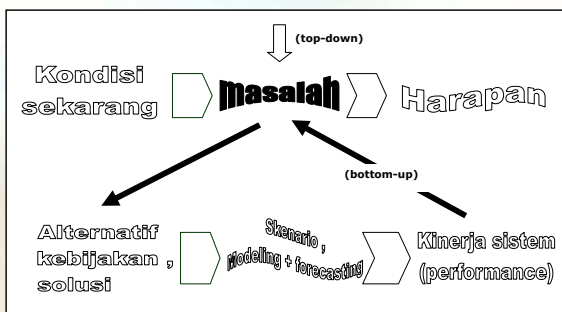 (top-down)
Kondisi
sekarang
masalah
Harapan
(bottom-up)
Alternatif
kebijakan ,
solusi
Skenario ,
Modeling + forecasting
Kinerja sistem
(performance)